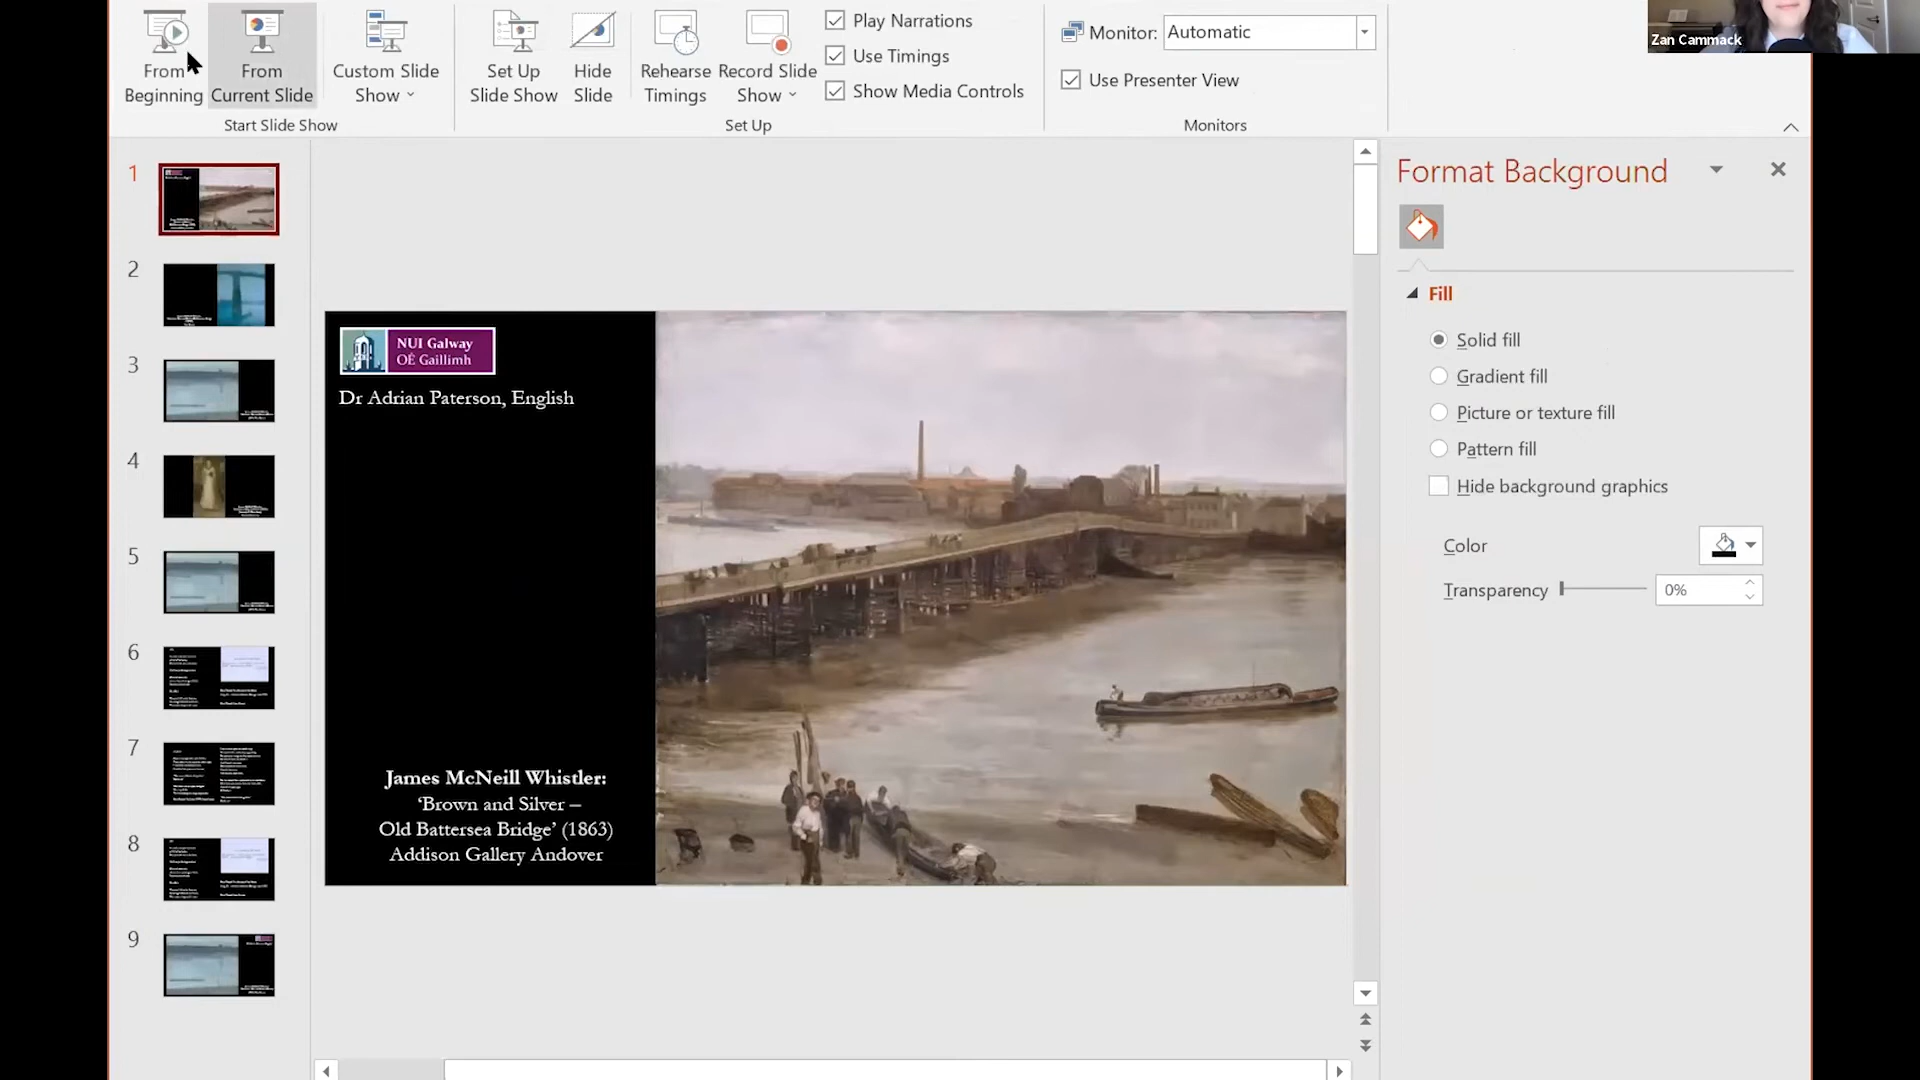 Zan Cammack
From
Beginning
From
Current Slide
Custom Slide
Show
Set Up
Slide Show
Hide
Slide
Rehearse
Timings
Record Slide
Show
Play Narrations
Use Timings
Show Media Controls
Monitor: Automatic
Use Presenter View
Start Slide Show
Set Up
Monitors
1
2
3
4
5
6
7
8
9
NUI Galway
OÉ Gaillimh
Dr Adrian Paterson, English
James McNeill Whistler:
‘Brown and Silver –
Old Battersea Bridge’ (1863)
Addison Gallery Andover
Format Background
Fill
Solid fill
Gradient fill
Picture or texture fill
Pattern fill
Hide background graphics
Color
Transparency 0%